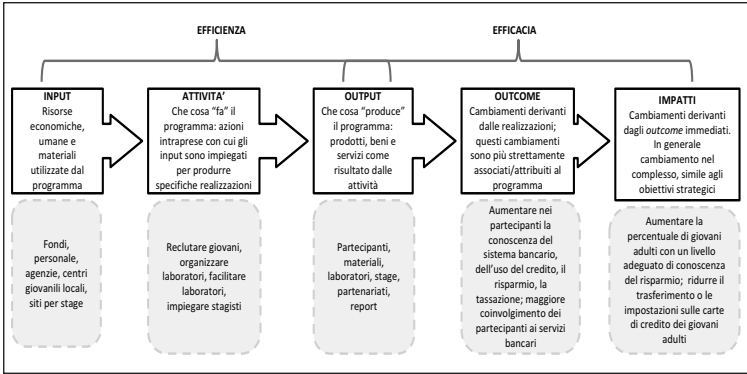 EFFICIENZA
EFFICACIA
INPUT
Risorse
economiche,
umane e
materiali
utilizzate dal
programma
ATTIVITA’
Che cosa “fa” il
programma: azioni
intraprese con cui gli
input sono impiegati
per produrre
specifiche realizzazioni
OUTPUT
Che cosa “produce”
il programma:
prodotti, beni e
servizi come
risultato dalle
attività
OUTCOME
Cambiamenti derivanti
dalle realizzazioni;
questi cambiamenti
sono più strettamente
associati/attribuiti al
programma
IMPATTI
Cambiamenti derivanti
dagli outcome immediati.
In generale
cambiamento nel
complesso, simile agli
obiettivi strategici
Fondi,
personale,
agenzie, centri
giovanili locali,
siti per stage
Reclutare giovani,
organizzare
laboratori, facilitare
laboratori,
impiegare stagisti
Partecipanti,
materiali,
laboratori, stage,
partenariati,
report
Aumentare nei
partecipanti la
conoscenza del
sistema bancario,
dell’uso del credito, il
risparmio, la
tassazione; maggiore
coinvolgimento dei
partecipanti ai servizi
bancari
Aumentare la
percentuale di giovani
adulti con un livello
adeguato di conoscenza
del risparmio; ridurre il
trasferimento o le
impostazioni sulle carte
di credito dei giovani
adulti